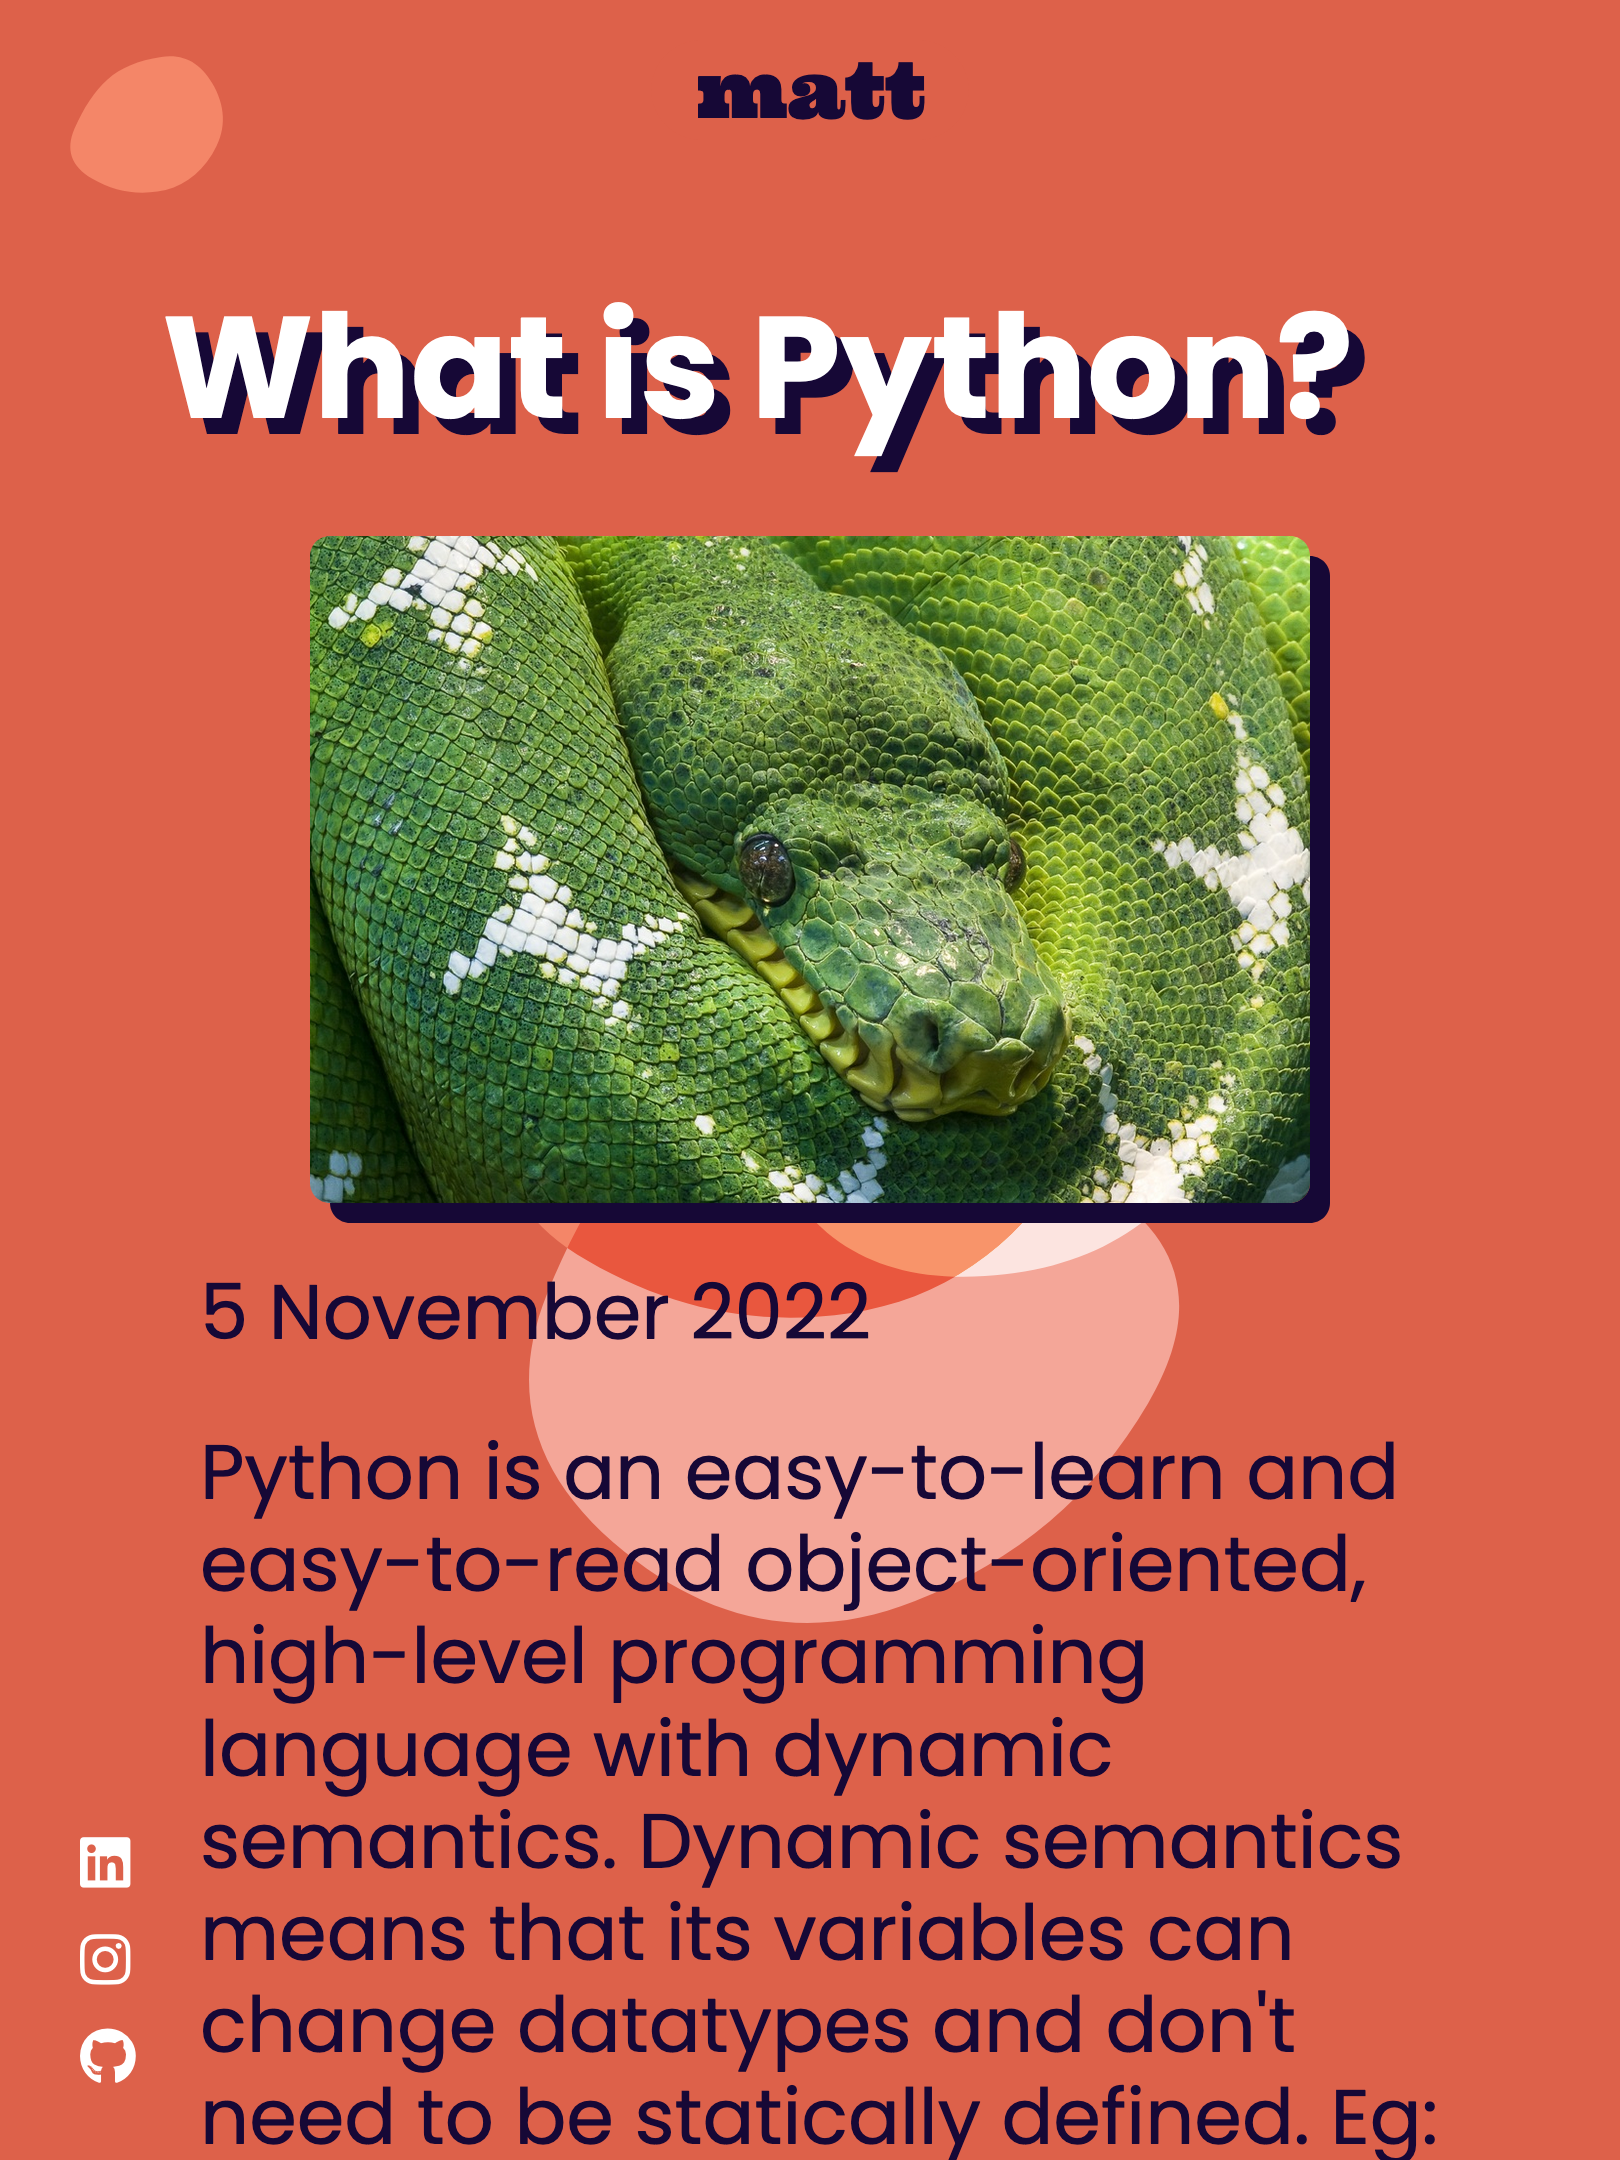 matt
What is Python?
5 November 2022
Python is an easy-to-learn and
easy-to-read object-oriented,
high-level programming
language with dynamic
semantics. Dynamic semantics
means that its variables can
change datatypes and don't
need to be statically defined. Eg:
in